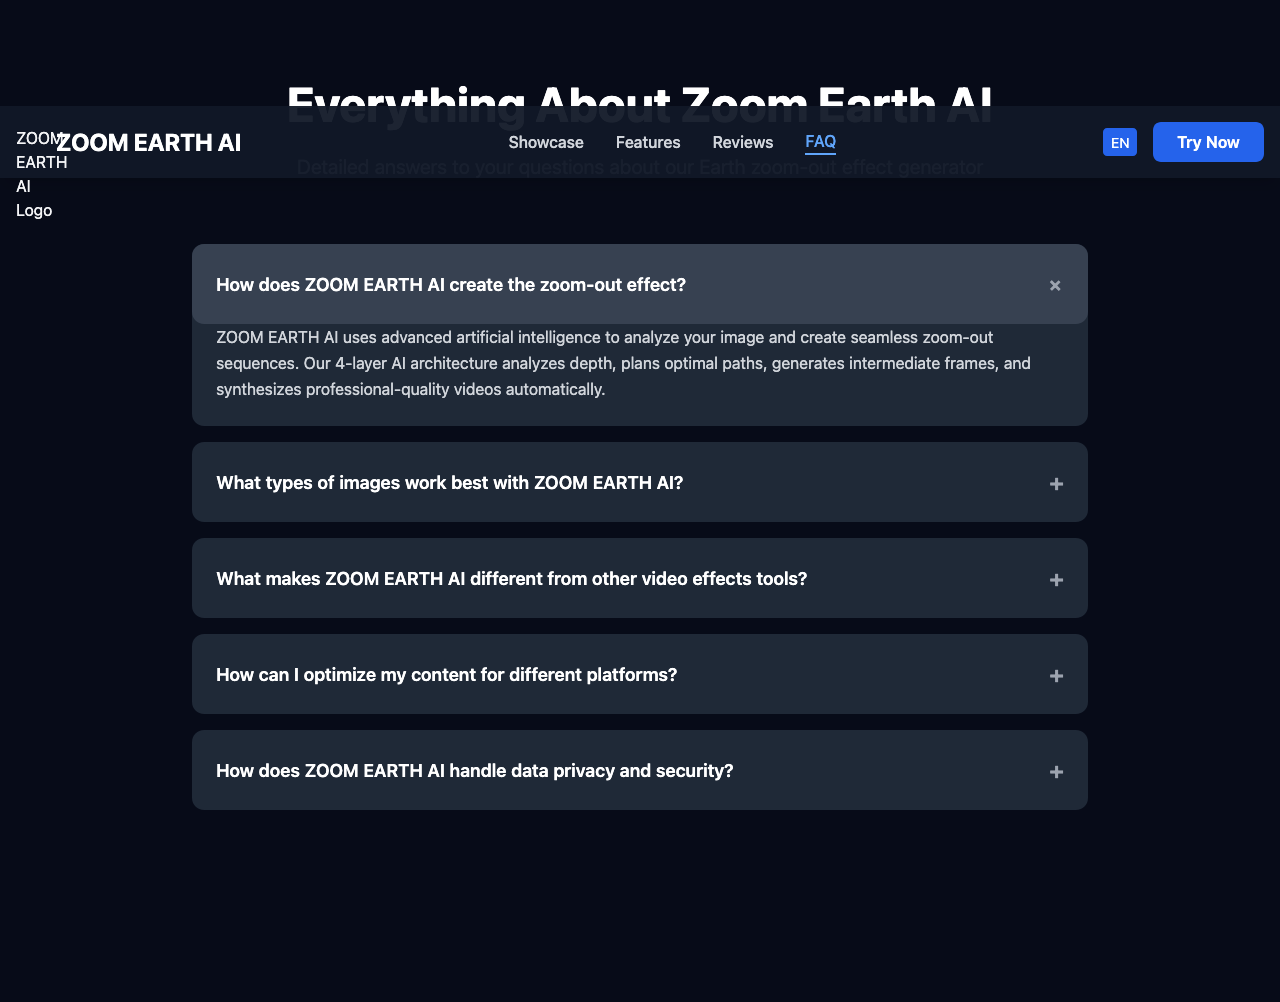 Everything About Zoom Earth AI
ZOOM EARTH AI Logo
ZOOM EARTH AI
Showcase
Features
Reviews
FAQ
EN
Try Now
Detailed answers to your questions about our Earth zoom-out effect generator
How does ZOOM EARTH AI create the zoom-out effect?
ZOOM EARTH AI uses advanced artificial intelligence to analyze your image and create seamless zoom-out
sequences. Our 4-layer AI architecture analyzes depth, plans optimal paths, generates intermediate frames, and
synthesizes professional-quality videos automatically.
What types of images work best with ZOOM EARTH AI?
What makes ZOOM EARTH AI different from other video effects tools?
How can I optimize my content for different platforms?
How does ZOOM EARTH AI handle data privacy and security?